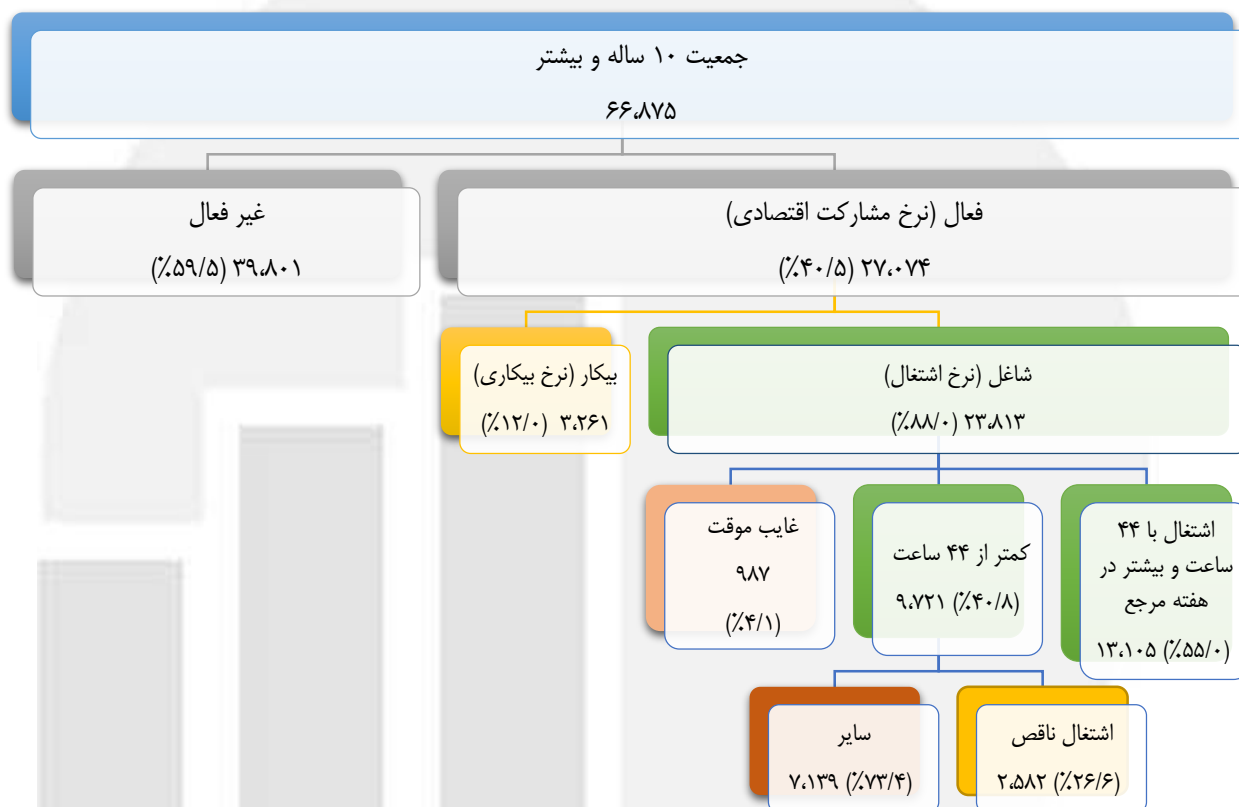 جمعیت ۱۰ ساله و بیشتر
۶۶،۸۷۵
فعال (نرخ مشارکت اقتصادی)
۲۷،۰۷۴ (٪۴۰/۵)
غیر فعال
۳۹،۸۰۱ (٪۵۹/۵)
شاغل (نرخ اشتغال)
۲۳،۸۱۳ (٪۸۸/۰)
بیکار (نرخ بیکاری)
۳،۲۶۱ (٪۱۲/۰)
اشتغال با ۴۴
ساعت و بیشتر در
هفته مرجع
۱۳،۱۰۵ (٪۵۵/۰)
کمتر از ۴۴ ساعت
۹،۷۲۱ (٪۴۰/۸)
غایب موقت
۹۸۷
(٪۴/۱)
اشتغال ناقص
۲،۵۸۲ (٪۲۶/۶)
سایر
۷،۱۳۹ (٪۷۳/۴)